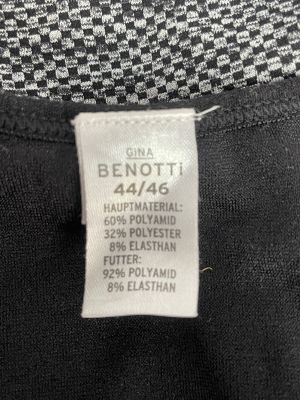 GiNA
BENOTTi
44/46
HAUPTMATERIAL:
60% POLYAMID
32% POLYESTER
8% ELASTHAN
FUTTER:
92% POLYAMID
8% ELASTHAN